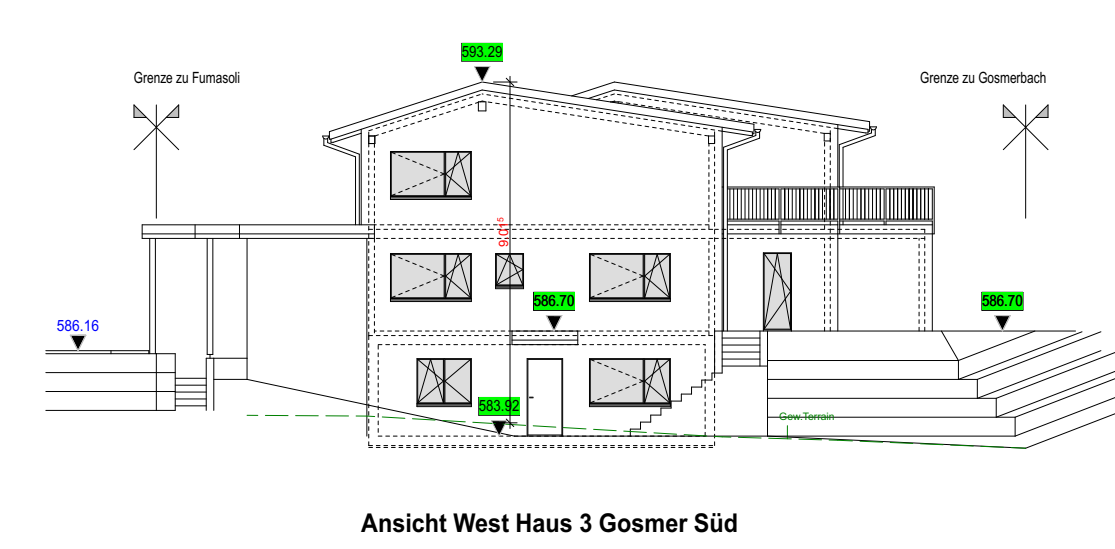 593.29
Grenze zu Fumasoli
Grenze zu Gosmerbach
9.01⁵
586.70
586.70
586.16
583.92
Gew.Terrain
Ansicht West Haus 3 Gosmer Süd